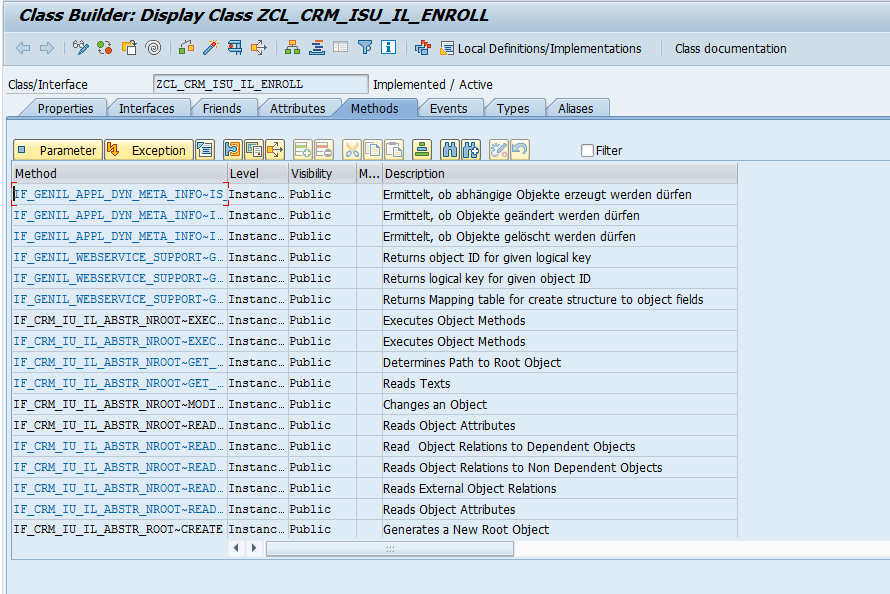 Class Builder: Display Class ZCL_CRM_ISU_IL_ENROLL
Local Definitions/Implementations Class documentation
Class/Interface ZCL_CRM_ISU_IL_ENROLL Implemented / Active
Properties Interfaces Friends Attributes Methods Events Types Aliases
Parameter Exception Filter
Method Level Visibility M... Description
IF_GENIL_APPL_DYN_META_INFO~IS Instanc... Public Ermittelt, ob abhängige Objekte erzeugt werden dürfen
IF_GENIL_APPL_DYN_META_INFO~I... Instanc... Public Ermittelt, ob Objekte geändert werden dürfen
IF_GENIL_APPL_DYN_META_INFO~I... Instanc... Public Ermittelt, ob Objekte gelöscht werden dürfen
IF_GENIL_WEBSERVICE_SUPPORT~G... Instanc... Public Returns object ID for given logical key
IF_GENIL_WEBSERVICE_SUPPORT~G... Instanc... Public Returns logical key for given object ID
IF_GENIL_WEBSERVICE_SUPPORT~G... Instanc... Public Returns Mapping table for create structure to object fields
IF_CRM_IU_IL_ABSTR_NROOT~EXEC... Instanc... Public Executes Object Methods
IF_CRM_IU_IL_ABSTR_NROOT~EXEC... Instanc... Public Executes Object Methods
IF_CRM_IU_IL_ABSTR_NROOT~GET_... Instanc... Public Determines Path to Root Object
IF_CRM_IU_IL_ABSTR_NROOT~GET_... Instanc... Public Reads Texts
IF_CRM_IU_IL_ABSTR_NROOT~MODI... Instanc... Public Changes an Object
IF_CRM_IU_IL_ABSTR_NROOT~READ... Instanc... Public Reads Object Attributes
IF_CRM_IU_IL_ABSTR_NROOT~READ... Instanc... Public Read  Object Relations to Dependent Objects
IF_CRM_IU_IL_ABSTR_NROOT~READ... Instanc... Public Reads Object Relations to Non Dependent Objects
IF_CRM_IU_IL_ABSTR_NROOT~READ... Instanc... Public Reads External Object Relations
IF_CRM_IU_IL_ABSTR_NROOT~READ... Instanc... Public Reads Object Attributes
IF_CRM_IU_IL_ABSTR_ROOT~CREATE Instanc... Public Generates a New Root Object